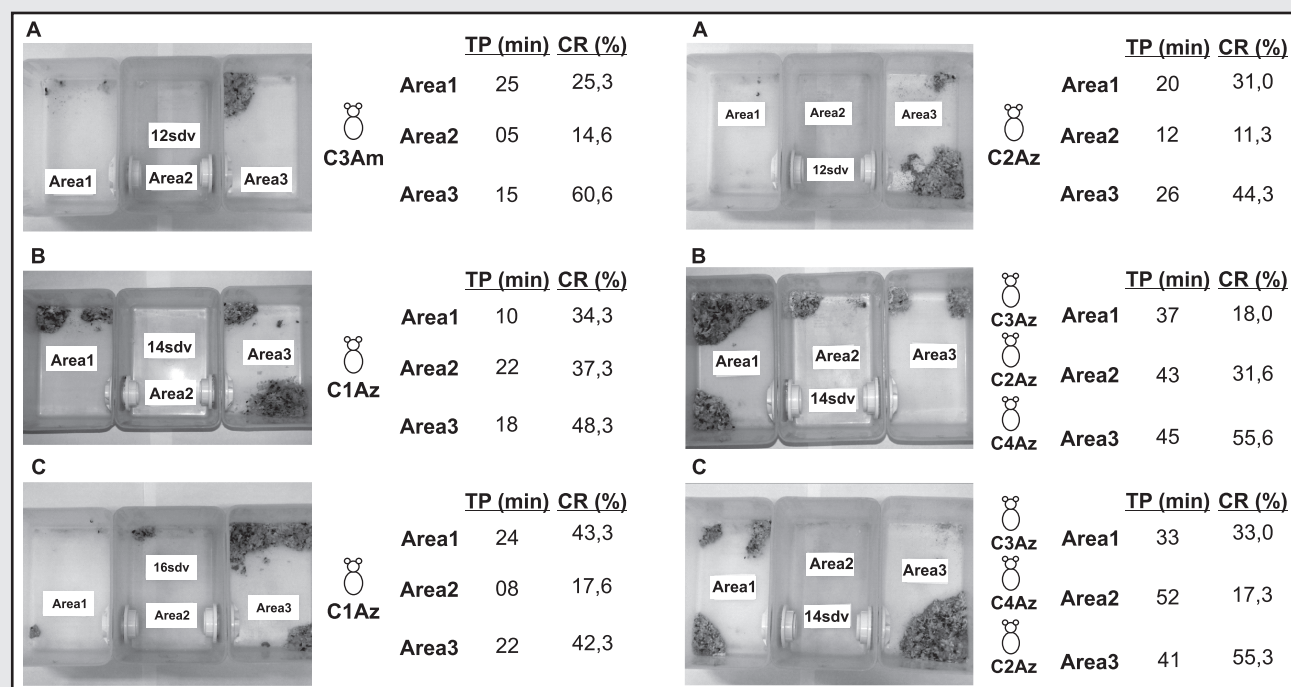 A
TP (min) CR (%)
Area1 25 25,3
Area2 05 14,6
Area3 15 60,6
C3Am
12sdv
Area1 Area2 Area3
B
TP (min) CR (%)
Area1 10 34,3
Area2 22 37,3
Area3 18 48,3
C1Az
14sdv
Area1 Area2 Area3
C
TP (min) CR (%)
Area1 24 43,3
Area2 08 17,6
Area3 22 42,3
C1Az
16sdv
Area1 Area2 Area3
A
TP (min) CR (%)
Area1 20 31,0
Area2 12 11,3
Area3 26 44,3
C2Az
Area1 Area2 Area3
12sdv
B
TP (min) CR (%)
C3Az Area1 37 18,0
C2Az Area2 43 31,6
C4Az Area3 45 55,6
Area1 Area2 Area3
14sdv
C
TP (min) CR (%)
C3Az Area1 33 33,0
C4Az Area2 52 17,3
C2Az Area3 41 55,3
Area1 Area2 Area3
14sdv